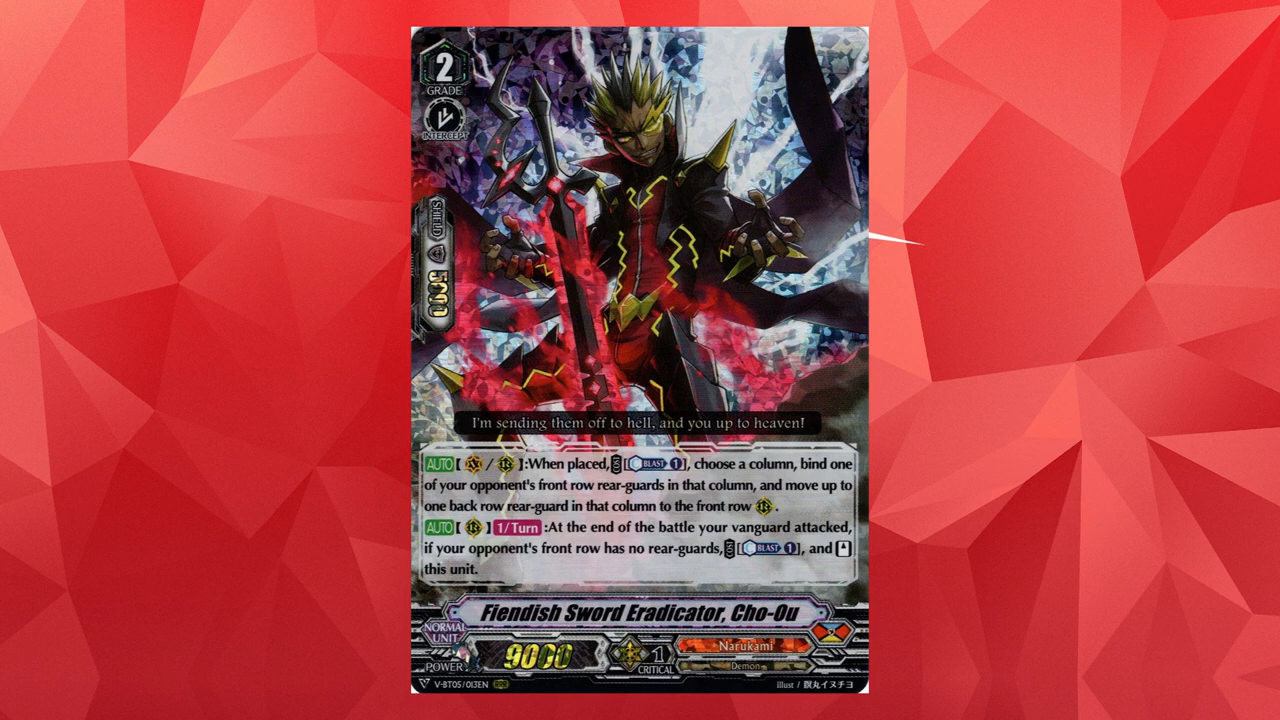 2
GRADE
INTERCEPT
SHIELD
5000
I'm sending them off to hell, and you up to heaven!
AUTO【 V / R 】:When placed, COST [C BLAST 1], choose a column, bind one
of your opponent's front row rear-guards in that column, and move up to
one back row rear-guard in that column to the front row R .
AUTO【 R 】1/Turn :At the end of the battle your vanguard attacked,
if your opponent's front row has no rear-guards, COST [C BLAST 1], and
this unit.
Fiendish Sword Eradicator, Cho-Ou
NORMAL
UNIT
POWER 9000 1 CRITICAL
Narukami
Demon
V-BT05/013EN RRR illust / 獣丸イヌチヨ